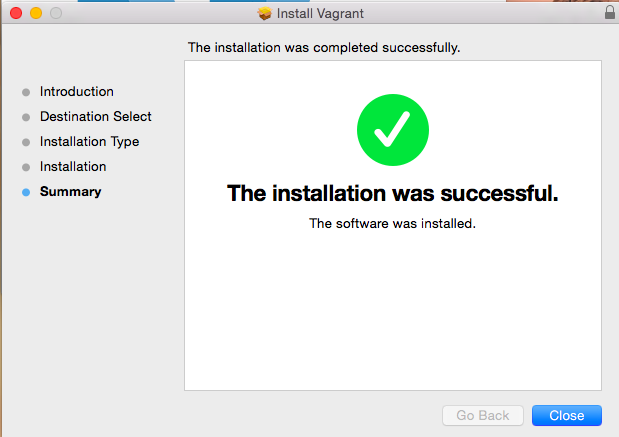 Install Vagrant
The installation was completed successfully.
Introduction
Destination Select
Installation Type
Installation
Summary
The installation was successful.
The software was installed.
Go Back
Close